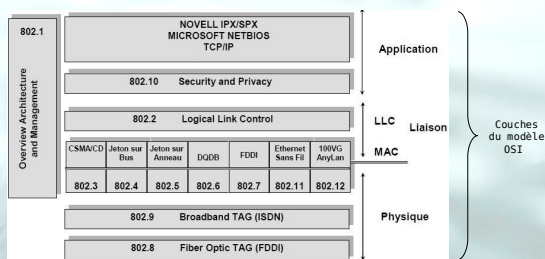 802.1
Overview Architecture
and Management
NOVELL IPX/SPX
MICROSOFT NETBIOS
TCP/IP
802.10 Security and Privacy
802.2 Logical Link Control
CSMA/CD
Jeton sur
Bus
Jeton sur
Anneau
DQDB
FDDI
Ethernet
Sans Fil
100VG
AnyLan
802.3
802.4
802.5
802.6
802.7
802.11
802.12
802.9 Broadband TAG (ISDN)
802.8 Fiber Optic TAG (FDDI)
Application
LLC
Liaison
MAC
Physique
Couches
du modèle
OSI